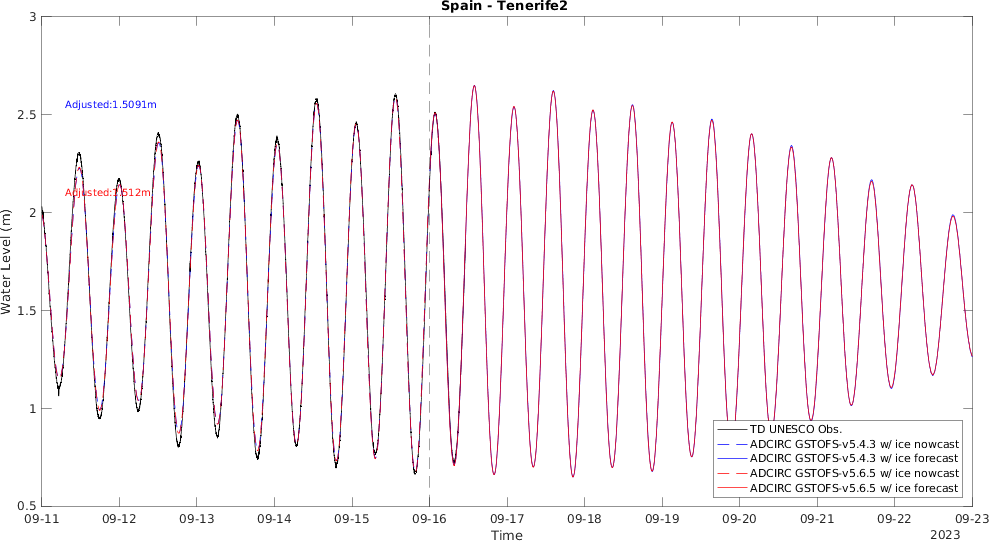 Spain - Tenerife2
3
2.5
2
1.5
1
0.5
Water Level (m)
Adjusted:1.5091m
Adjusted:1.512m
TD UNESCO Obs.
ADCIRC GSTOFS-v5.4.3 w/ ice nowcast
ADCIRC GSTOFS-v5.4.3 w/ ice forecast
ADCIRC GSTOFS-v5.6.5 w/ ice nowcast
ADCIRC GSTOFS-v5.6.5 w/ ice forecast
09-11 09-12 09-13 09-14 09-15 09-16 09-17 09-18 09-19 09-20 09-21 09-22 09-23
Time
2023